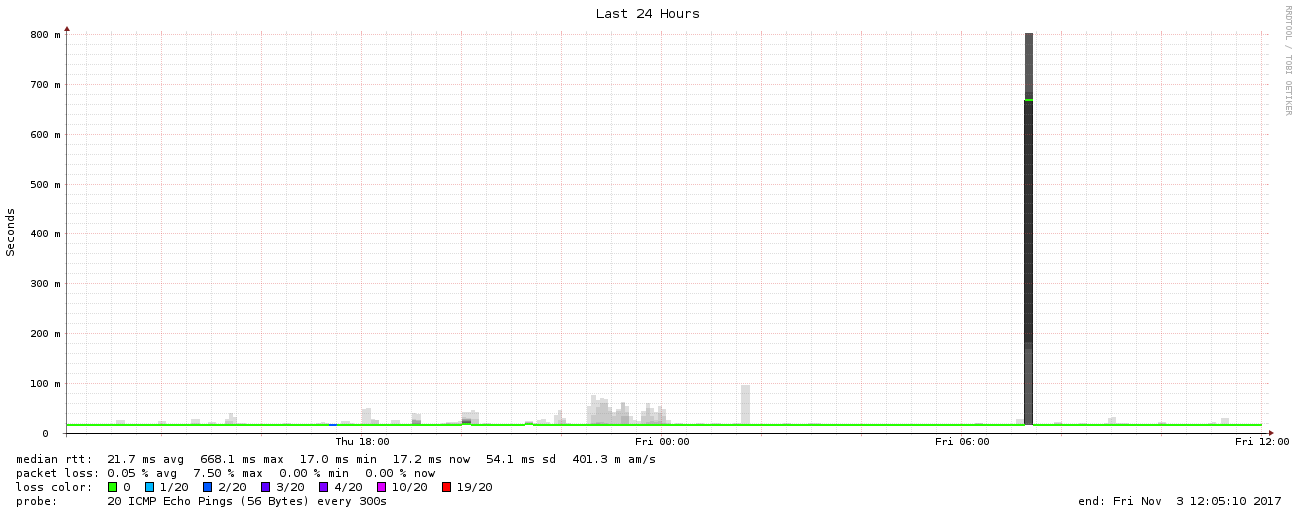 Last 24 Hours
RRDTOOL / TOBI OETIKER
Seconds
800 m
700 m
600 m
500 m
400 m
300 m
200 m
100 m
0
Thu 18:00 Fri 00:00 Fri 06:00 Fri 12:00
median rtt: 21.7 ms avg 668.1 ms max 17.0 ms min 17.2 ms now 54.1 ms sd 401.3 m am/s
packet loss: 0.05 % avg 7.50 % max 0.00 % min 0.00 % now
loss color: 0 1/20 2/20 3/20 4/20 10/20 19/20
probe: 20 ICMP Echo Pings (56 Bytes) every 300s end: Fri Nov 3 12:05:10 2017